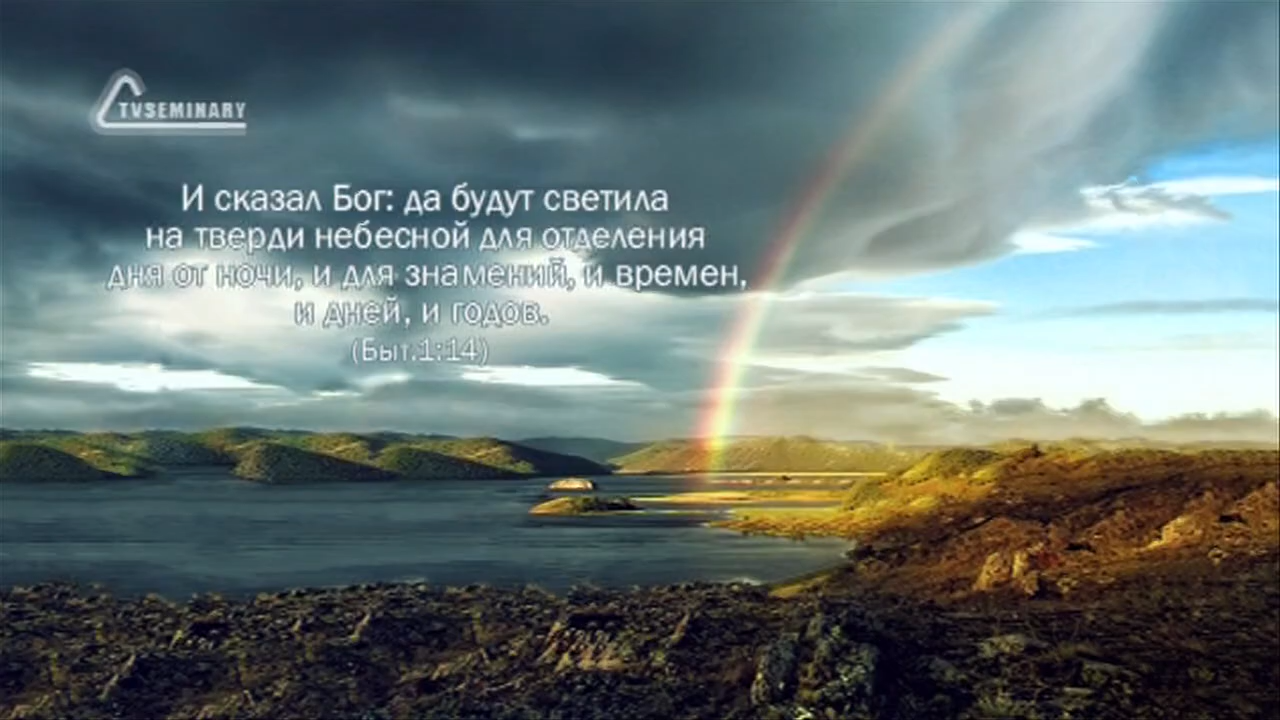 TVSEMINARY
И сказал Бог: да будут светила
на тверди небесной для отделения
дня от ночи, и для знамений, и времен,
и дней, и годов.
(Быт.1:14)